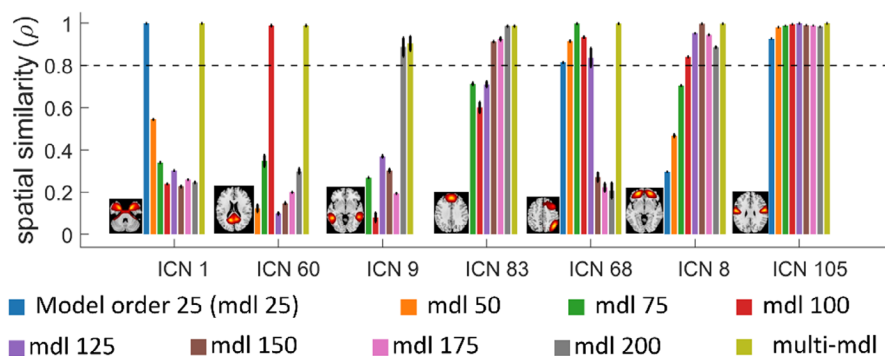 spatial similarity (ρ)
1
0.8
0.6
0.4
0.2
0
ICN 1 ICN 60 ICN 9 ICN 83 ICN 68 ICN 8 ICN 105
Model order 25 (mdl 25) mdl 50 mdl 75 mdl 100
mdl 125 mdl 150 mdl 175 mdl 200 multi-mdl